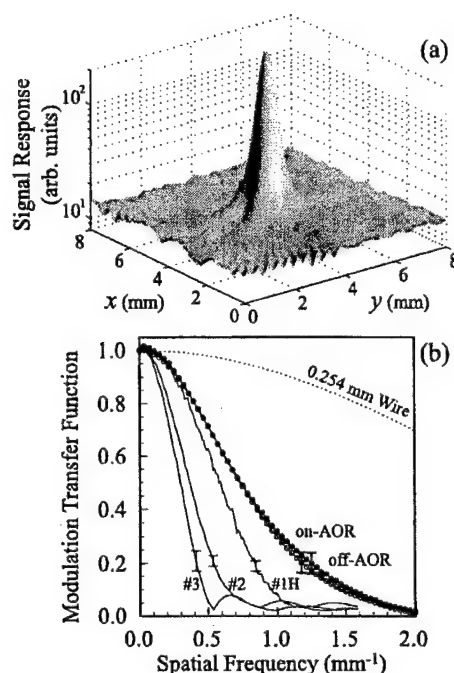 (a)
Signal Response
(arb. units)
10²
10¹
8
6
4
2
0
x (mm)
0
2
4
6
8
y (mm)
(b)
Modulation Transfer Function
1.0
0.8
0.6
0.4
0.2
0.0
0.254 mm Wire
on-AOR
off-AOR
#3
#2
#1H
0.0
0.5
1.0
1.5
2.0
Spatial Frequency (mm⁻¹)